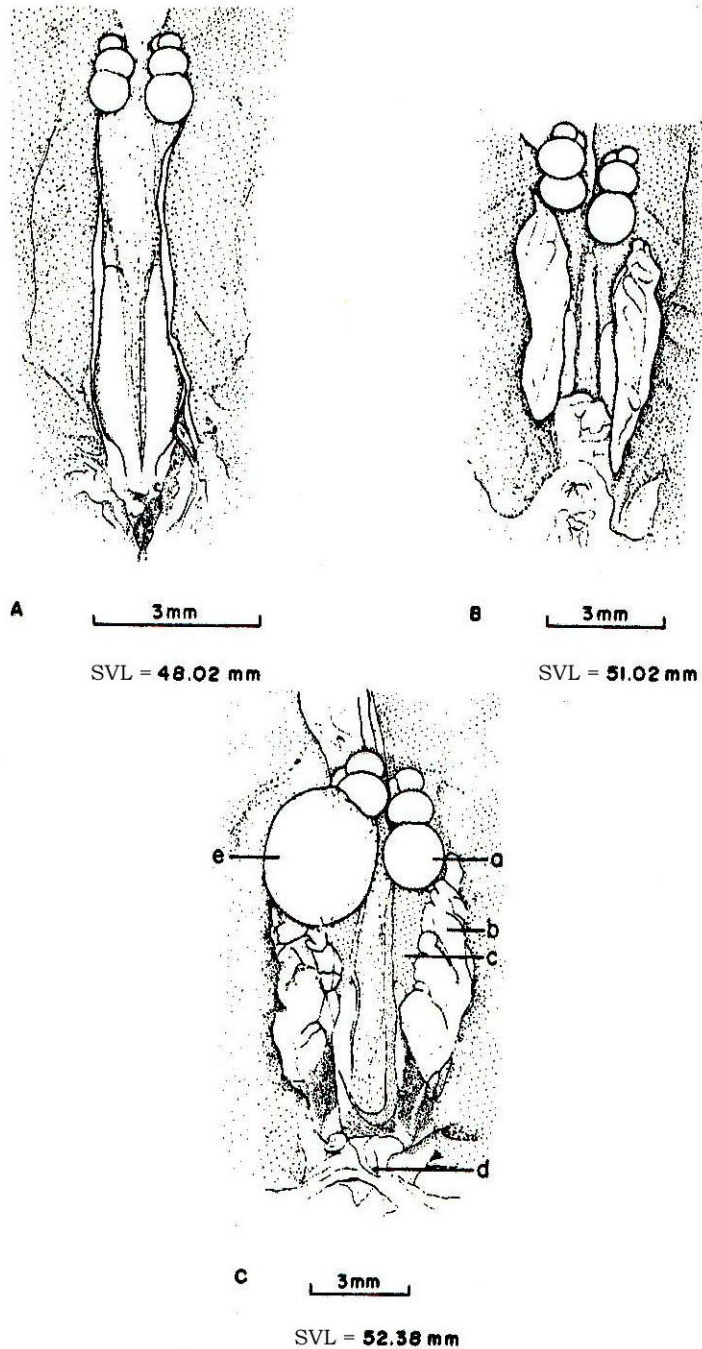 A 3mm
SVL = 48.02 mm
B 3mm
SVL = 51.02 mm
e
a
b
c
d
C 3mm
SVL = 52.38 mm